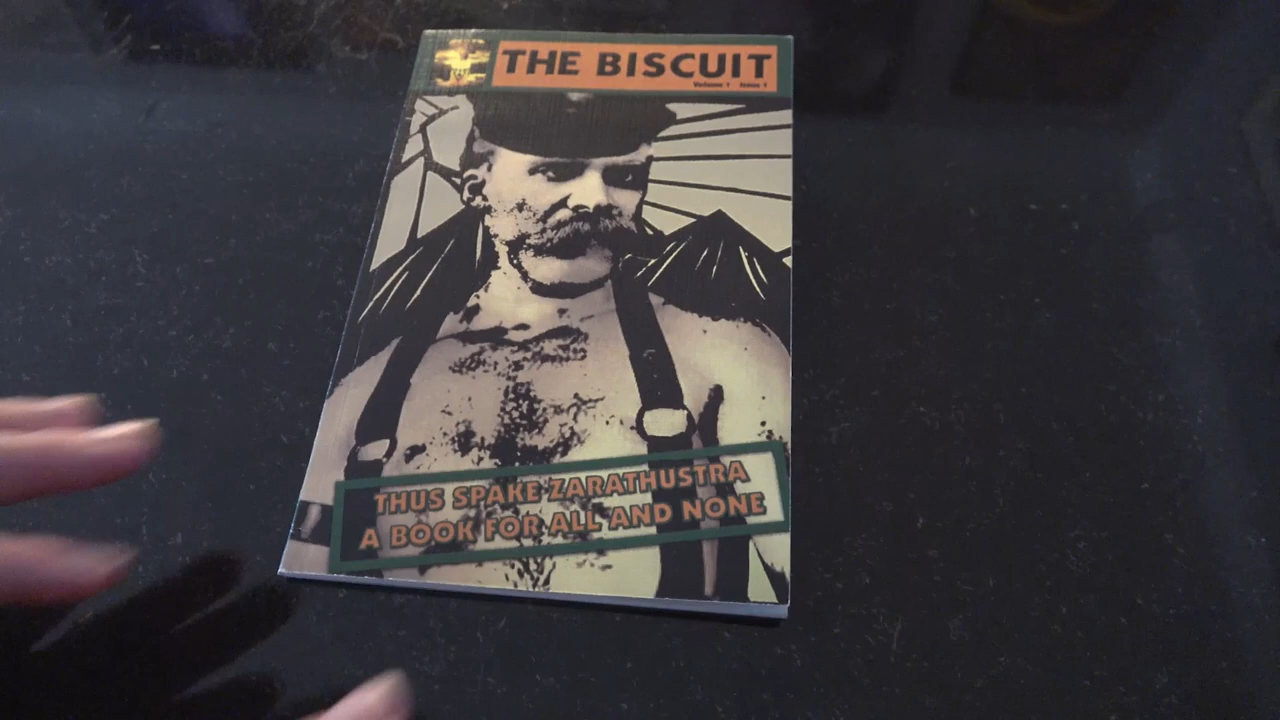 THE BISCUIT
Volume 1 Issue 1
THUS SPAKE ZARATHUSTRA
A BOOK FOR ALL AND NONE